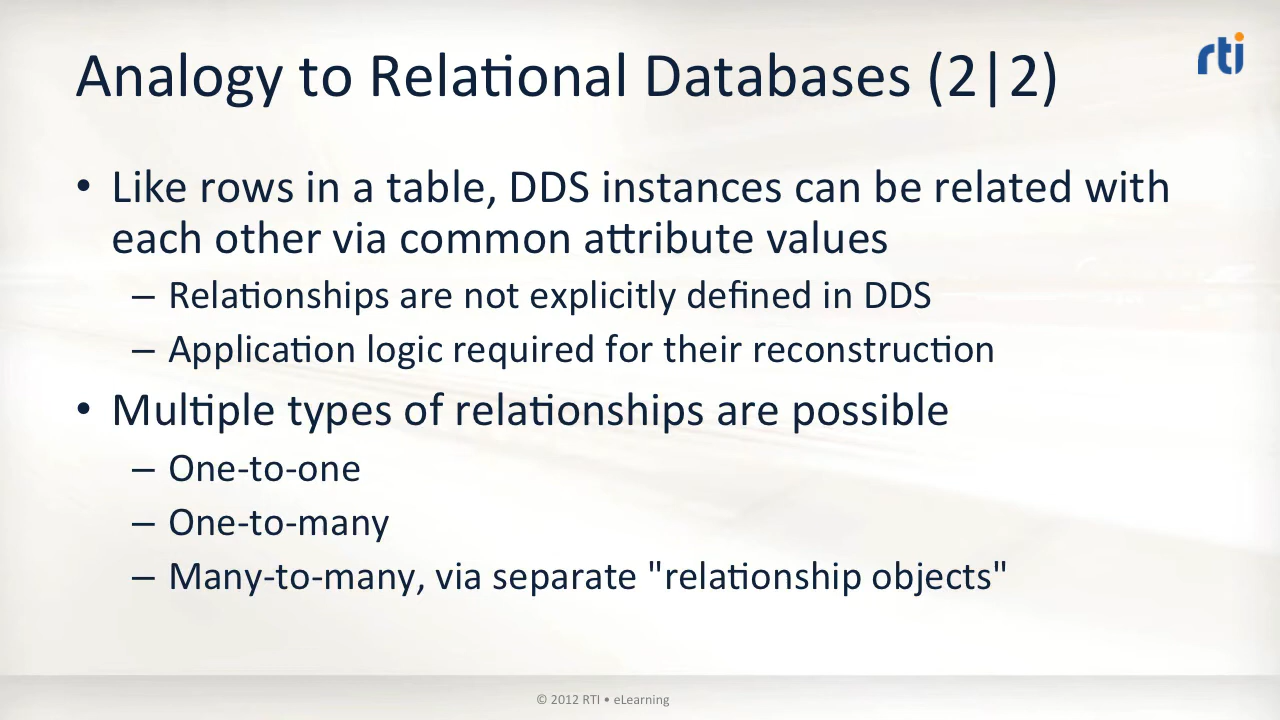 Analogy to Relational Databases (2|2)
rti
• Like rows in a table, DDS instances can be related with
each other via common attribute values
– Relationships are not explicitly defined in DDS
– Application logic required for their reconstruction
• Multiple types of relationships are possible
– One-to-one
– One-to-many
– Many-to-many, via separate "relationship objects"
© 2012 RTI • eLearning